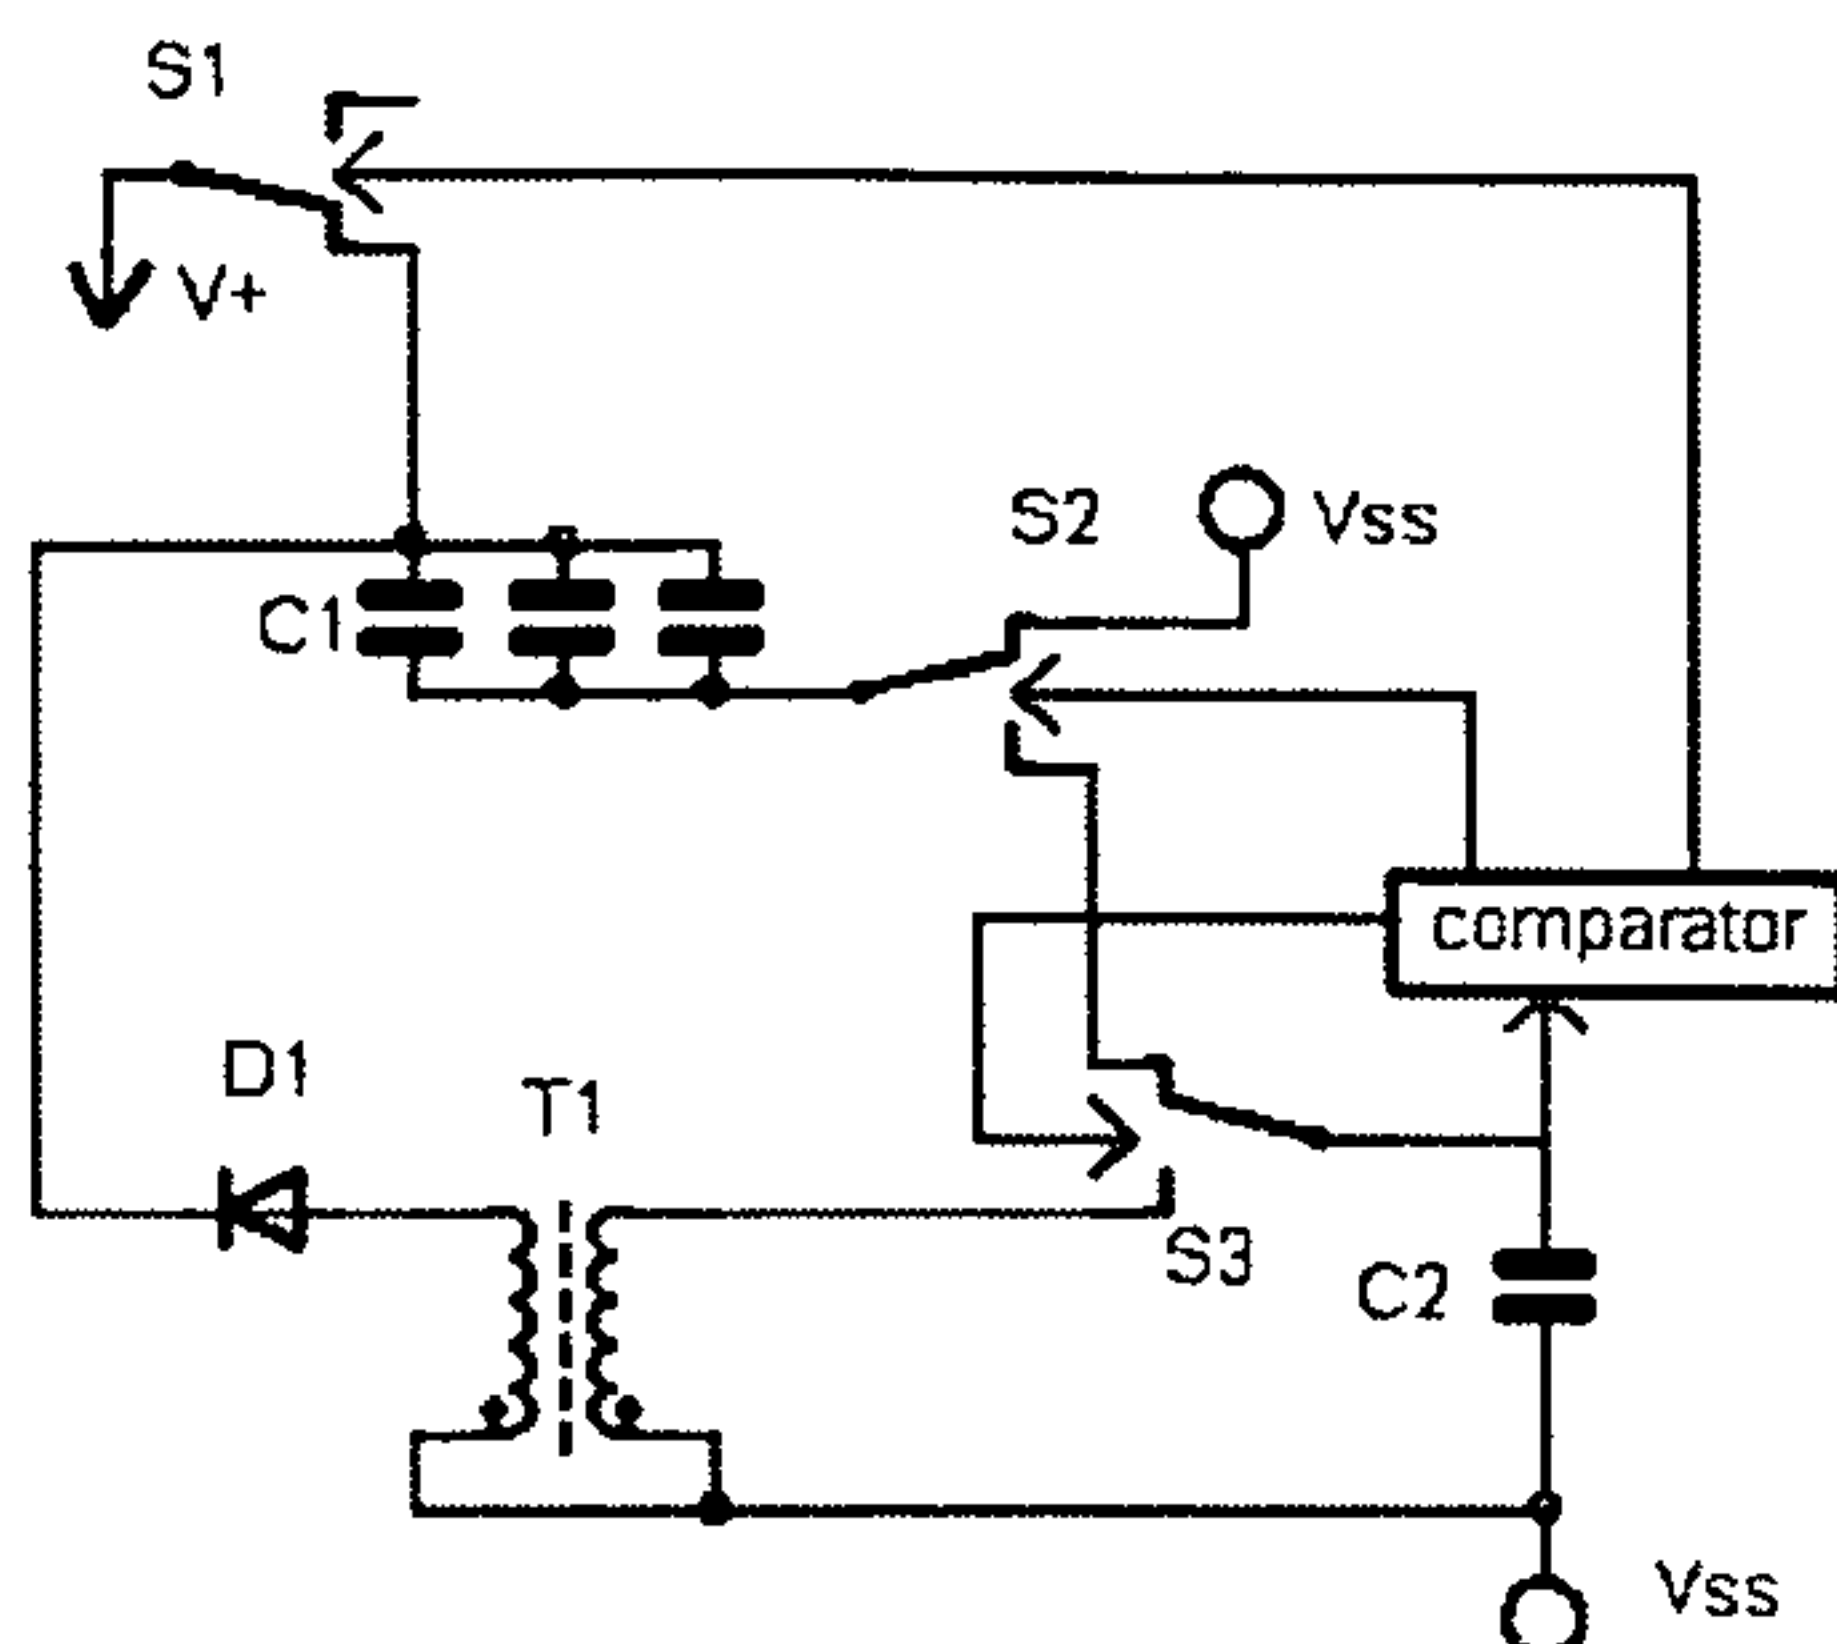 S1
V+
S2
Vss
C1
comparator
D1
T1
S3
C2
Vss